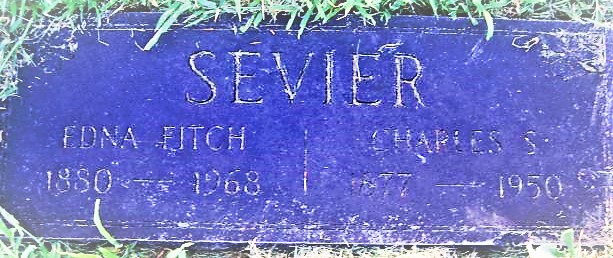 SEVIER
EDNA FITCH CHARLES S.
1880 — 1968 1877 — 1950